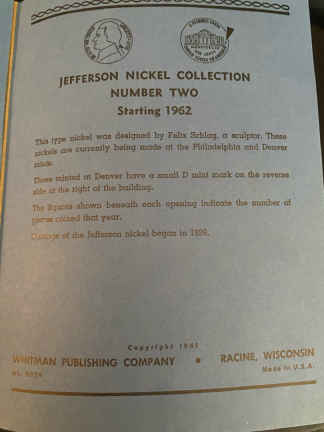 JEFFERSON NICKEL COLLECTION
NUMBER TWO
Starting 1962
This type nickel was designed by Felix Schlag, a sculptor. These
nickels are currently being made at the Philadelphia and Denver
mints.
Those minted at Denver have a small D mint mark on the reverse
side at the right of the building.
The figures shown beneath each opening indicate the number of
pieces coined that year.
Coinage of the Jefferson nickel began in 1938.
Copyright
WHITMAN PUBLISHING COMPANY • RACINE, WISCONSIN
Made in U.S.A.